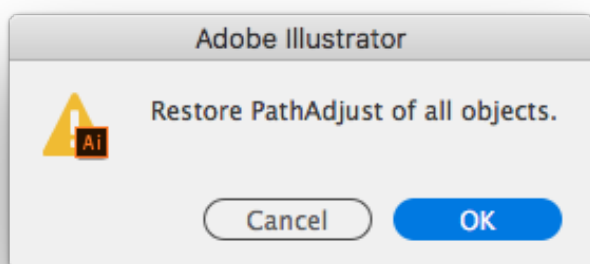 Adobe Illustrator
Restore PathAdjust of all objects.
Ai
Cancel
OK